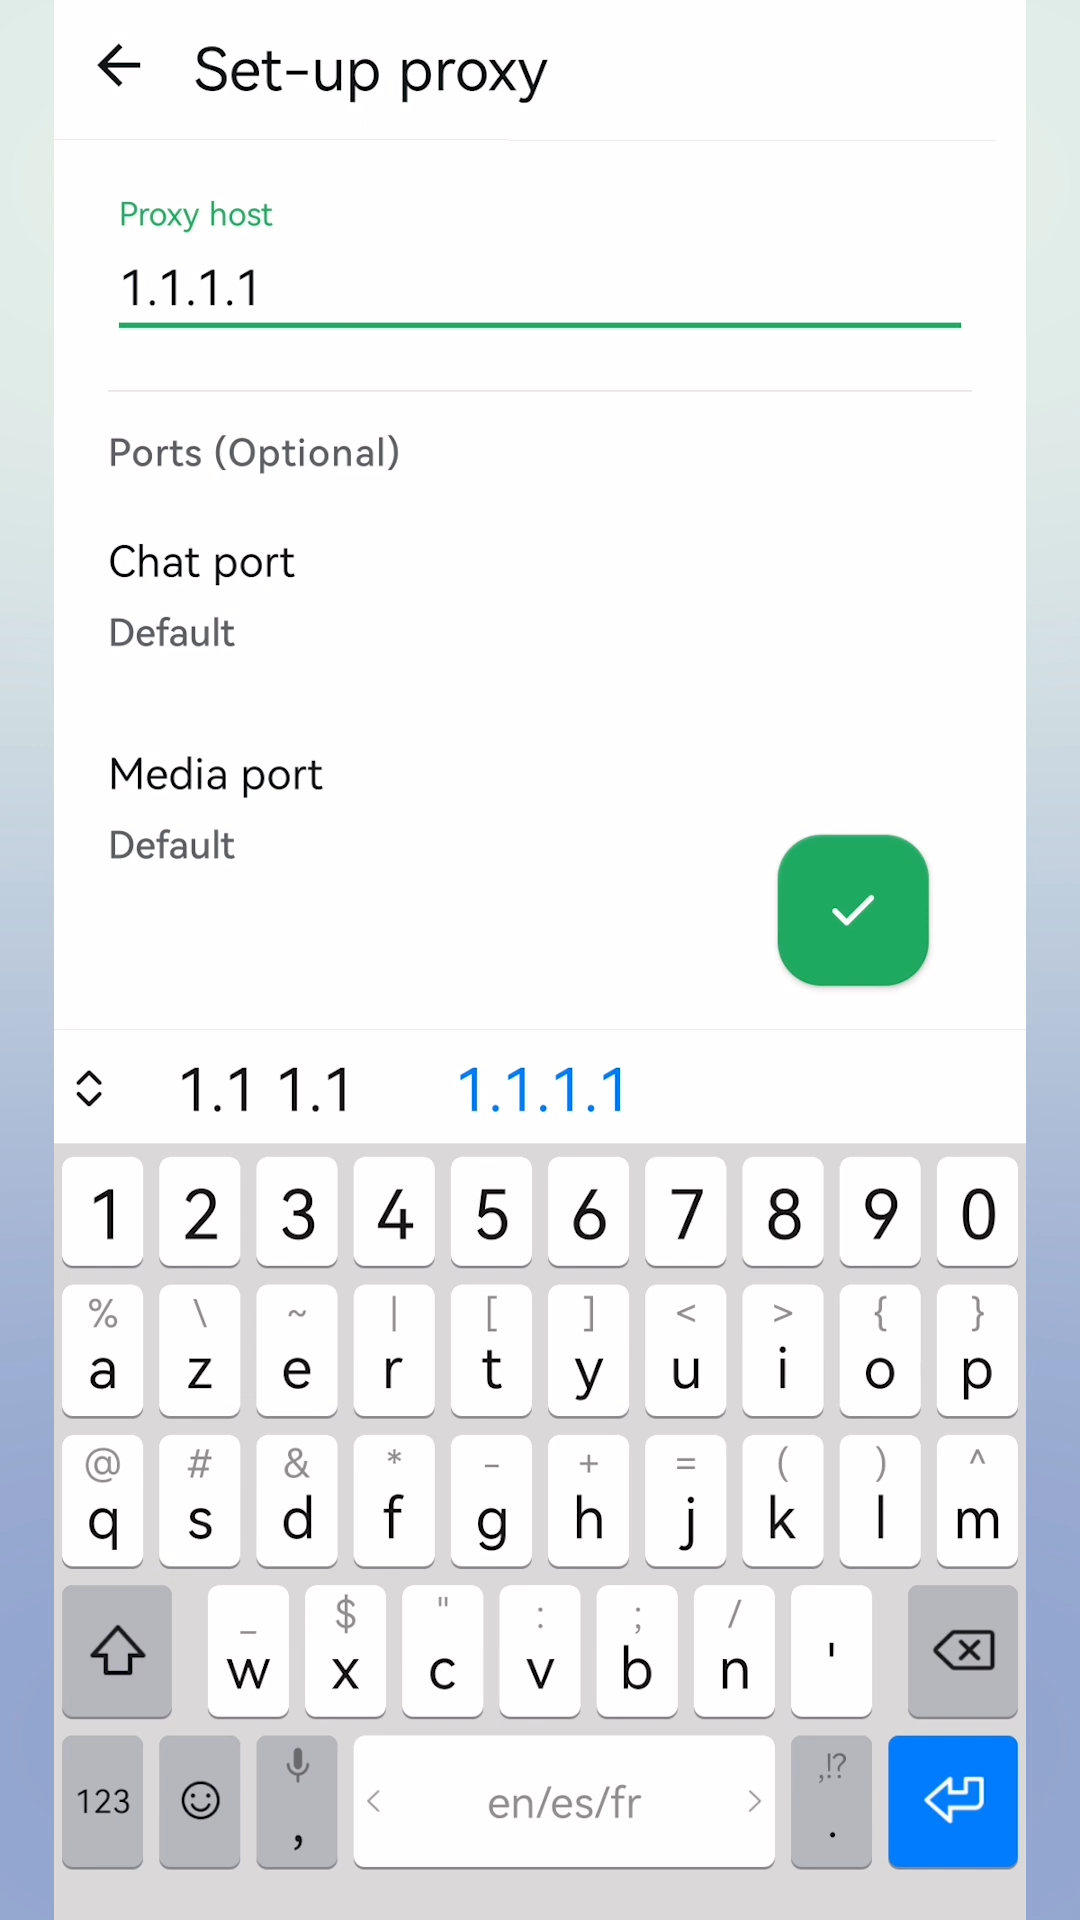 Set-up proxy
Proxy host
1.1.1.1
Ports (Optional)
Chat port
Default
Media port
Default
1.1 1.1 1.1.1.1
1 2 3 4 5 6 7 8 9 0
% \ ~ | [ ] < > { }
a z e r t y u i o p
@ # & * - + = ( ) ^
q s d f g h j k l m
_ $ " : ; /
w x c v b n '
,!?
123 , < en/es/fr > .